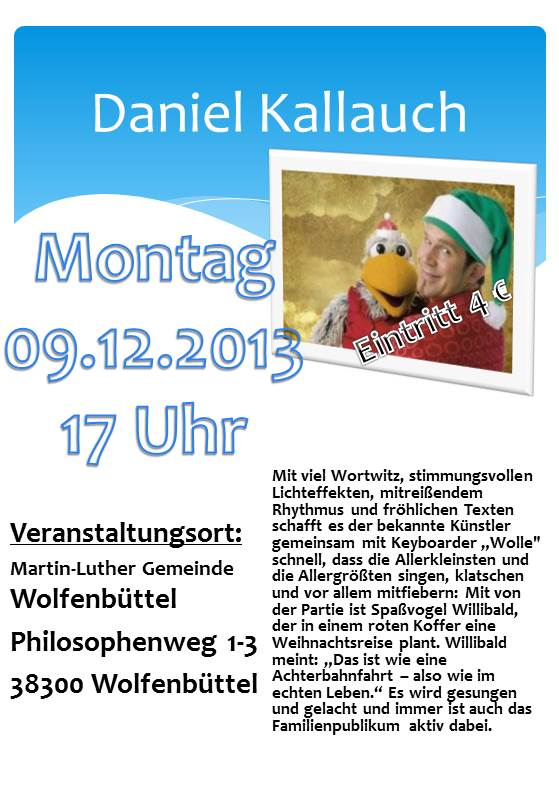 Daniel Kallauch
Montag
09.12.2013
17 Uhr
Eintritt 4 €
Veranstaltungsort:
Martin-Luther Gemeinde
Wolfenbüttel
Philosophenweg 1-3
38300 Wolfenbüttel
Mit viel Wortwitz, stimmungsvollen
Lichteffekten, mitreißendem
Rhythmus und fröhlichen Texten
schafft es der bekannte Künstler
gemeinsam mit Keyboarder „Wolle"
schnell, dass die Allerkleinsten und
die Allergrößten singen, klatschen
und vor allem mitfiebern: Mit von
der Partie ist Spaßvogel Willibald,
der in einem roten Koffer eine
Weihnachtsreise plant. Willibald
meint: „Das ist wie eine
Achterbahnfahrt – also wie im
echten Leben.“ Es wird gesungen
und gelacht und immer ist auch das
Familienpublikum aktiv dabei.